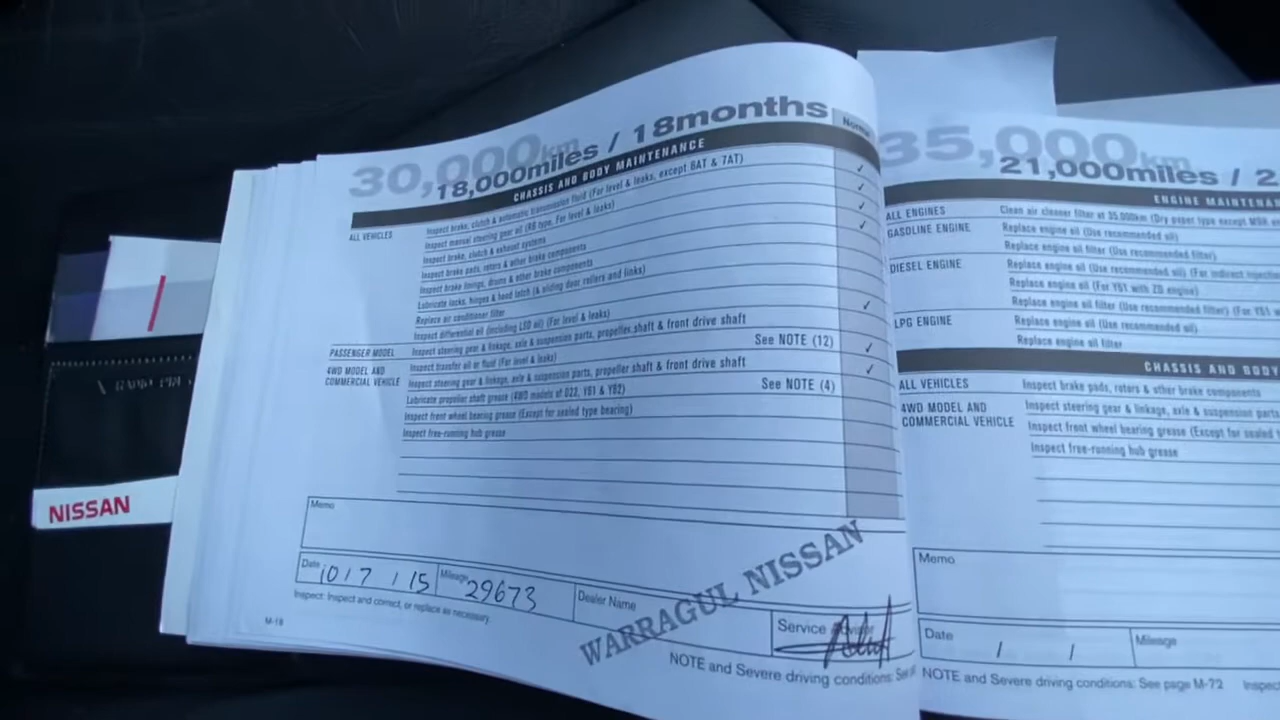 30,000km
18,000miles / 18months
Normal
CHASSIS AND BODY MAINTENANCE
ALL VEHICLES
Inspect brake, clutch & automatic transmission fluid (For level & leaks, except 8AT & 7AT)
Inspect manual steering gear oil (RB type, For level & leaks)
Inspect brake, clutch & exhaust systems
Inspect brake pads, rotors & other brake components
Inspect brake linings, drums & other brake components
Lubricate locks, hinges & hood latch (& sliding door rollers and links)
Replace air conditioner filter
Inspect differential oil (including LSD oil) (For level & leaks)
PASSENGER MODEL
Inspect steering gear & linkage, axle & suspension parts, propeller shaft & front drive shaft
See NOTE (12)
4WD MODEL AND
COMMERCIAL VEHICLE
Inspect transfer oil or fluid (For level & leaks)
Inspect steering gear & linkage, axle & suspension parts, propeller shaft & front drive shaft
Lubricate propeller shaft grease (4WD models of D22, Y61 & Y62)
See NOTE (4)
Inspect front wheel bearing grease (Except for sealed type bearing)
Inspect free-running hub grease
Memo
Date
10/7/15
Mileage
29673
Dealer Name
WARRAGUL NISSAN
Service
Inspect: Inspect and correct, or replace as necessary
M-18
NOTE and Severe driving conditions: See
35,000km
21,000miles / 2
ENGINE MAINTENAN
ALL ENGINES
Clean air cleaner filter at 35,000km (Dry paper type except
GASOLINE ENGINE
Replace engine oil (Use recommended oil)
Replace engine oil filter (Use recommended filter)
DIESEL ENGINE
Replace engine oil (Use recommended oil) (For indirect injection
Replace engine oil (For Y61 with ZD engine)
Replace engine oil filter (Use recommended filter) (For Y61 w
LPG ENGINE
Replace engine oil (Use recommended oil)
Replace engine oil filter
CHASSIS AND BODY
ALL VEHICLES
Inspect brake pads, rotors & other brake components
4WD MODEL AND
COMMERCIAL VEHICLE
Inspect steering gear & linkage, axle & suspension parts
Inspect front wheel bearing grease (Except for sealed
Inspect free-running hub grease
Memo
Date
/ /
Mileage
NOTE and Severe driving conditions: See page M-72
Inspec
NISSAN